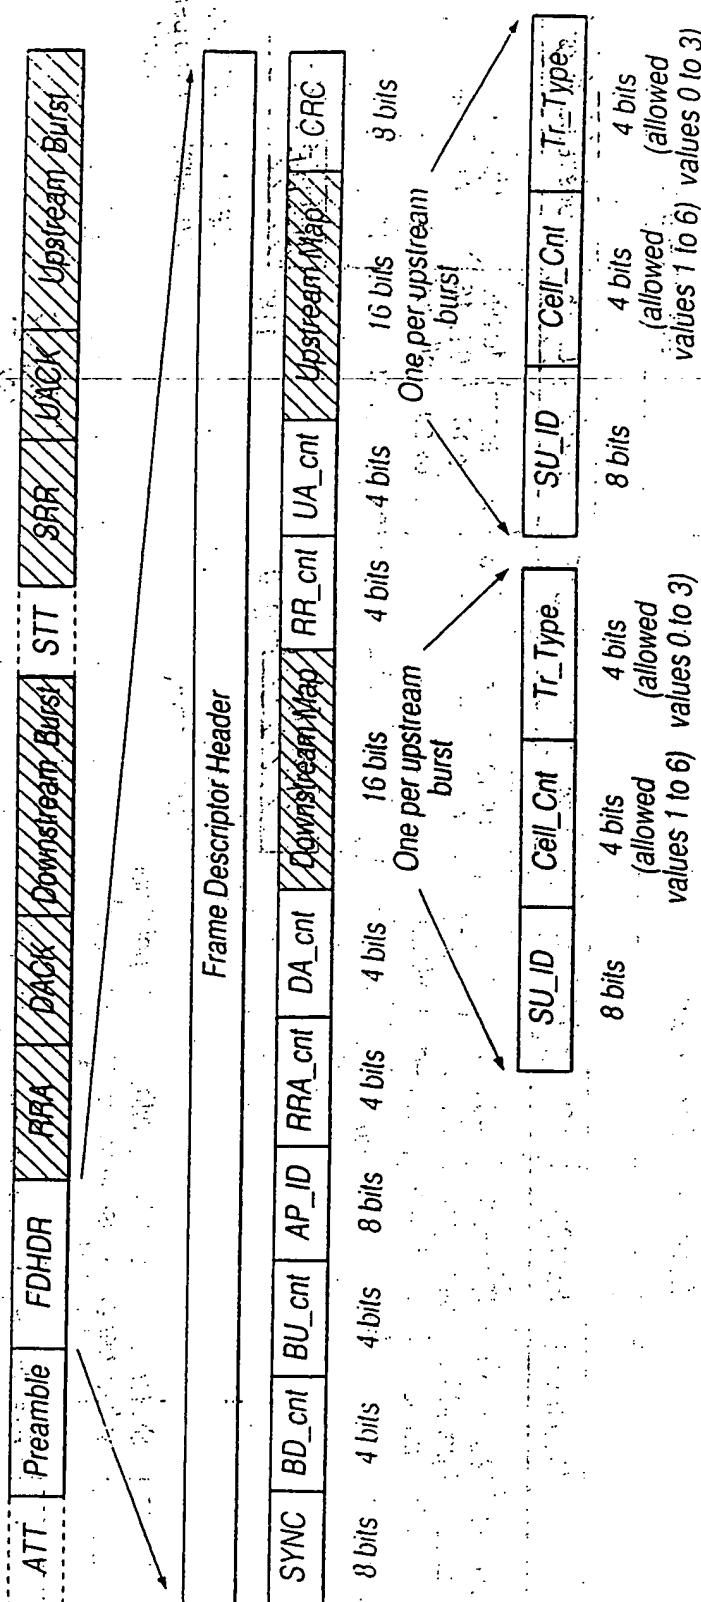 ATT
Preamble
FDHDR
RRA
DACK
Downstream Burst
STT
SRR
UACK
Upstream Burst
Frame Descriptor Header
SYNC
BD_cnt
BU_cnt
AP_ID
RRA_cnt
DA_cnt
Downstream Map
RR_cnt
UA_cnt
Upstream Map
CRC
8 bits
4 bits
4 bits
8 bits
4 bits
4 bits
16 bits
4 bits
4 bits
16 bits
8 bits
One per upstream
burst
One per upstream
burst
SU_ID
Cell_Cnt
Tr_Type
SU_ID
Cell_Cnt
Tr_Type
8 bits
4 bits
(allowed
values 1 to 6)
4 bits
(allowed
values 0 to 3)
8 bits
4 bits
(allowed
values 1 to 6)
4 bits
(allowed
values 0 to 3)